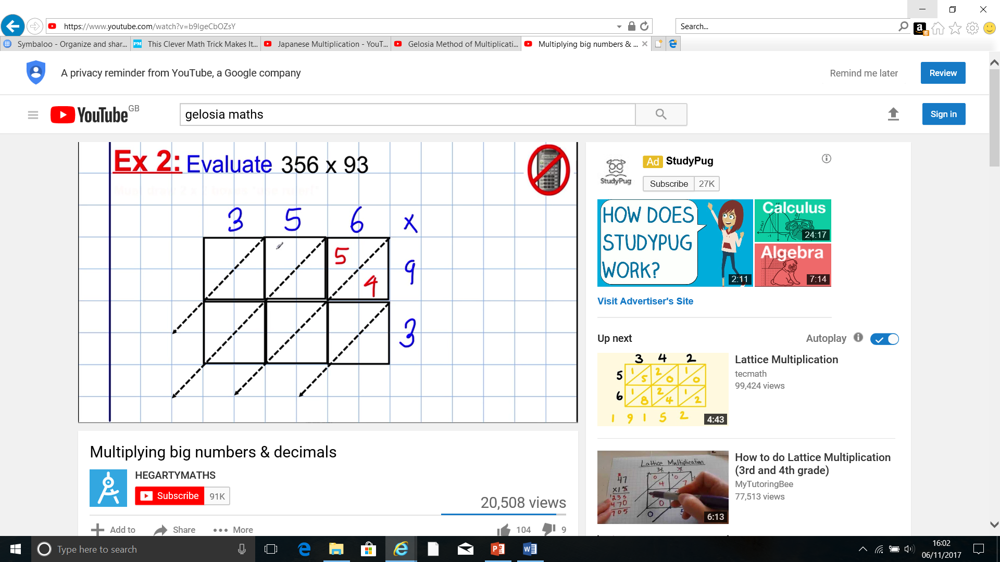 https://www.youtube.com/watch?v=b9IgeCbOZsY
Search...
Symbaloo - Organize and shar...
This Clever Math Trick Makes It...
Japanese Multiplication - YouT...
Gelosia Method of Multiplicati...
Multiplying big numbers & ...
A privacy reminder from YouTube, a Google company
Remind me later
Review
YouTube GB
gelosia maths
Sign in
Ex 2: Evaluate 356 x 93
3 5 6 x
5
4
9
3
Ad StudyPug
StudyPug
Subscribe 27K
HOW DOES
STUDYPUG
WORK?
2:11
Calculus
24:17
Algebra
7:14
Visit Advertiser's Site
Up next
Autoplay
3 4 2
5 1 5 2 0 1 0
6 1 8 2 4 1 2
1 9 1 5 2
4:43
Lattice Multiplication
tecmath
99,424 views
Lattice Multiplication
47
235
470
705
6:13
How to do Lattice Multiplication
(3rd and 4th grade)
MyTutoringBee
77,513 views
Multiplying big numbers & decimals
HEGARTYMATHS
Subscribe 91K
20,508 views
Add to
Share
More
104
9
Type here to search
16:02
06/11/2017